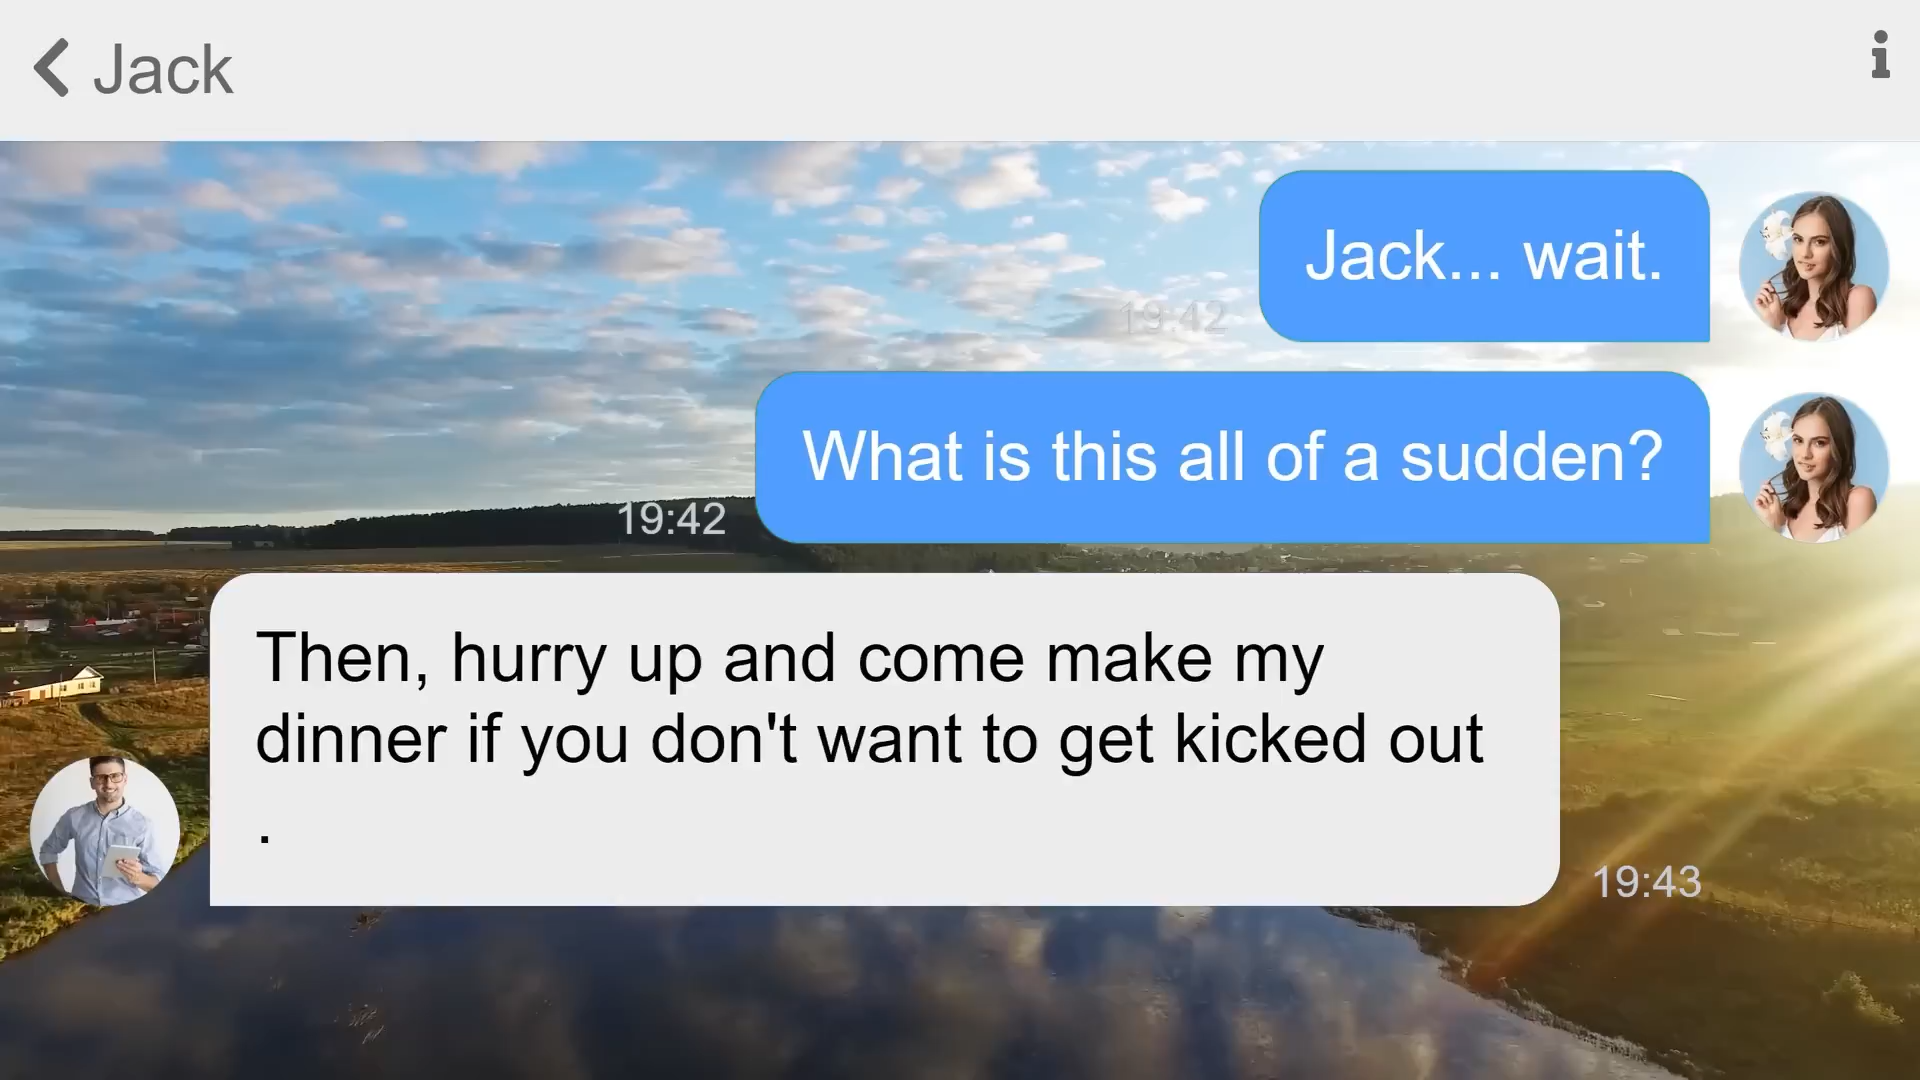 Jack
Jack... wait.
19:42
What is this all of a sudden?
19:42
Then, hurry up and come make my
dinner if you don't want to get kicked out
.
19:43